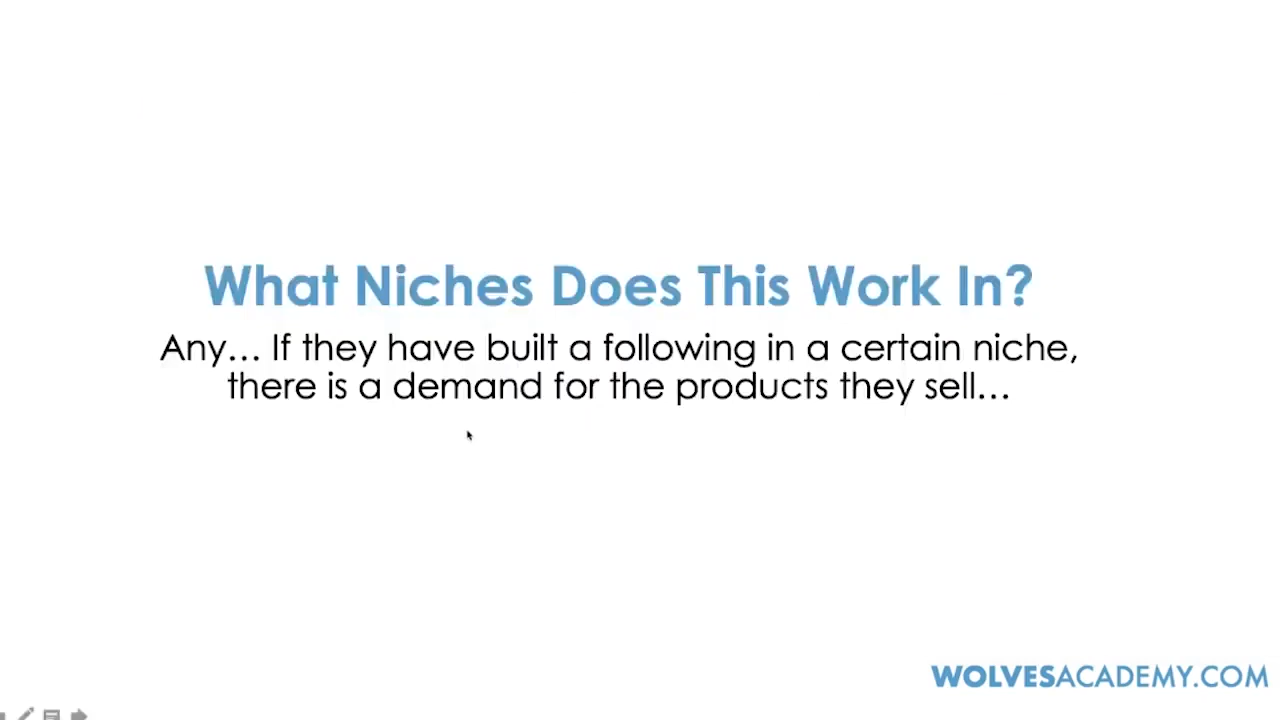 What Niches Does This Work In?
Any... If they have built a following in a certain niche,
there is a demand for the products they sell...
WOLVESACADEMY.COM